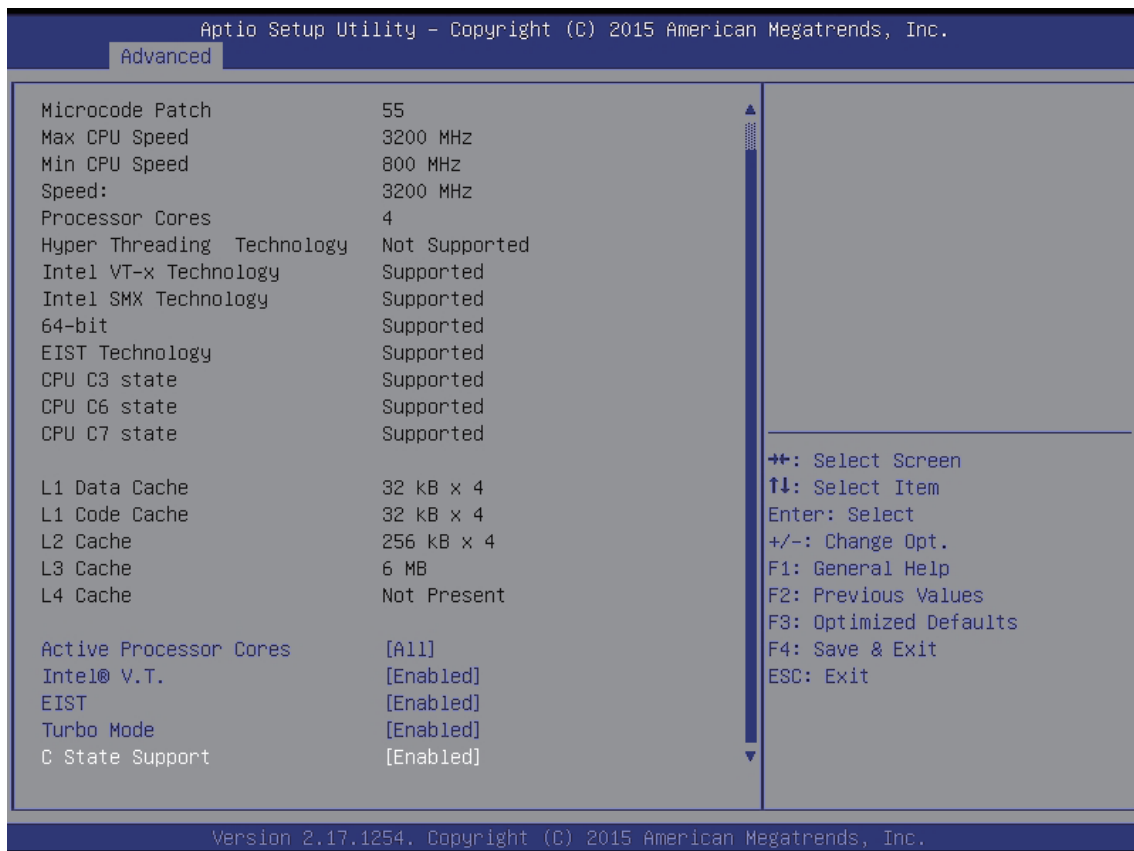 Aptio Setup Utility – Copyright (C) 2015 American Megatrends, Inc.
Advanced
Microcode Patch 55
Max CPU Speed 3200 MHz
Min CPU Speed 800 MHz
Speed: 3200 MHz
Processor Cores 4
Hyper Threading Technology Not Supported
Intel VT-x Technology Supported
Intel SMX Technology Supported
64-bit Supported
EIST Technology Supported
CPU C3 state Supported
CPU C6 state Supported
CPU C7 state Supported
L1 Data Cache 32 kB x 4
L1 Code Cache 32 kB x 4
L2 Cache 256 kB x 4
L3 Cache 6 MB
L4 Cache Not Present
Active Processor Cores [All]
Intel® V.T. [Enabled]
EIST [Enabled]
Turbo Mode [Enabled]
C State Support [Enabled]
→←: Select Screen
↑↓: Select Item
Enter: Select
+/-: Change Opt.
F1: General Help
F2: Previous Values
F3: Optimized Defaults
F4: Save & Exit
ESC: Exit
Version 2.17.1254. Copyright (C) 2015 American Megatrends, Inc.